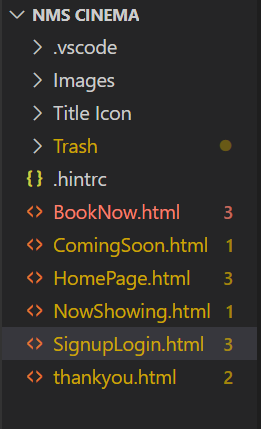 NMS CINEMA
.vscode
Images
Title Icon
Trash
{} .hintrc
<> BookNow.html 3
<> ComingSoon.html 1
<> HomePage.html 3
<> NowShowing.html 1
<> SignupLogin.html 3
<> thankyou.html 2